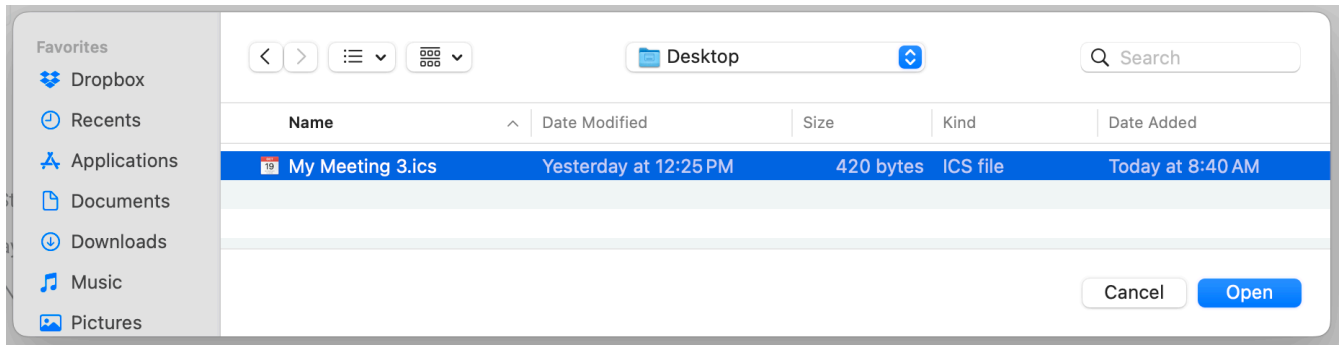 Favorites
Dropbox
Recents
Applications
Documents
Downloads
Music
Pictures
Desktop
Search
Name Date Modified Size Kind Date Added
19 My Meeting 3.ics Yesterday at 12:25 PM 420 bytes ICS file Today at 8:40 AM
Cancel Open